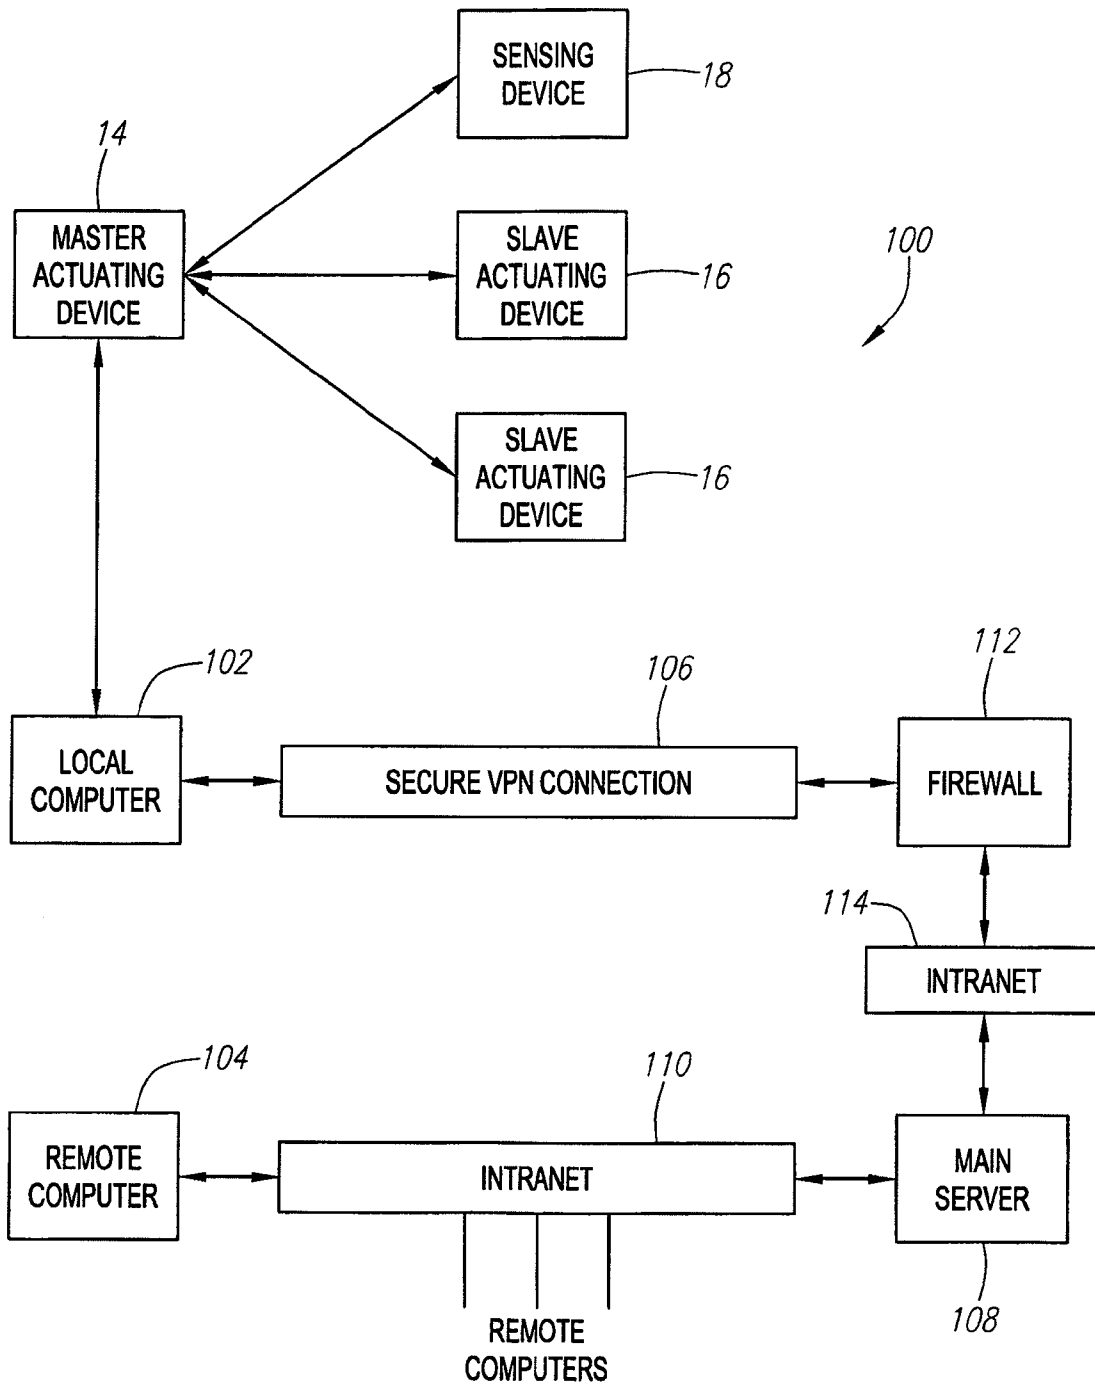 SENSING
DEVICE
18
14
MASTER
ACTUATING
DEVICE
SLAVE
ACTUATING
DEVICE
16
100
SLAVE
ACTUATING
DEVICE
16
102
106
112
LOCAL
COMPUTER
SECURE VPN CONNECTION
FIREWALL
114
INTRANET
104
110
REMOTE
COMPUTER
INTRANET
MAIN
SERVER
108
REMOTE
COMPUTERS